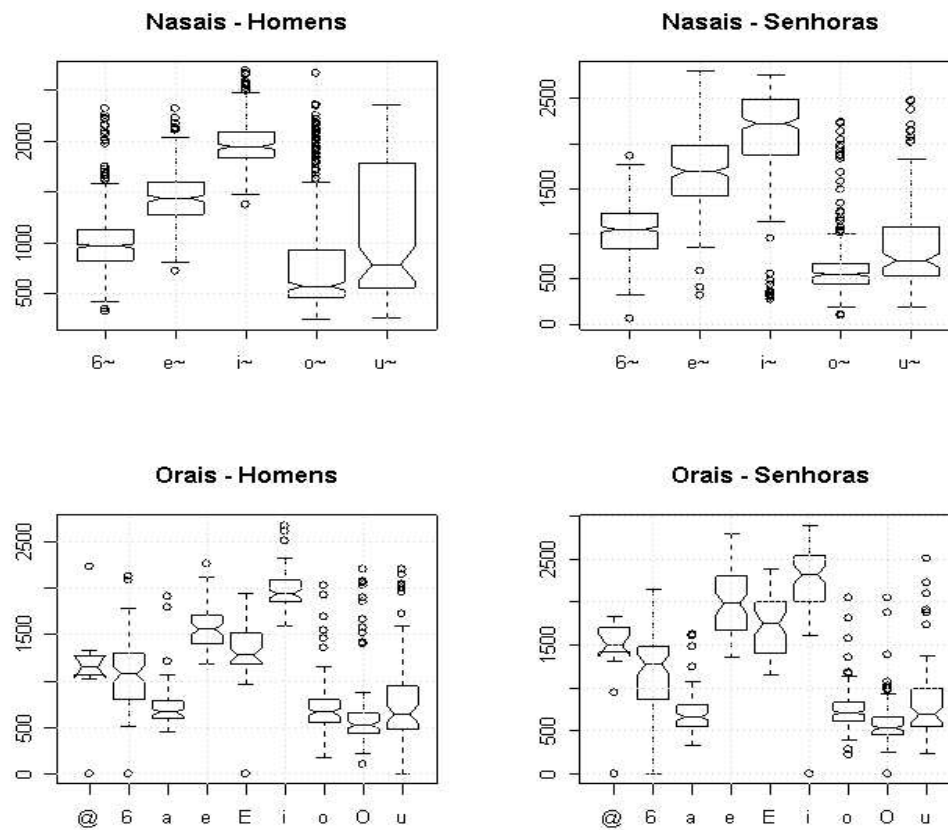 Nasais - Homens
2000
1000
500
6~ e~ i~ o~ u~
Nasais - Senhoras
2500
1500
500
0
6~ e~ i~ o~ u~
Orais - Homens
2500
1500
500
0
@ 6 a e E i o O u
Orais - Senhoras
2500
1500
500
0
@ 6 a e E i o O u